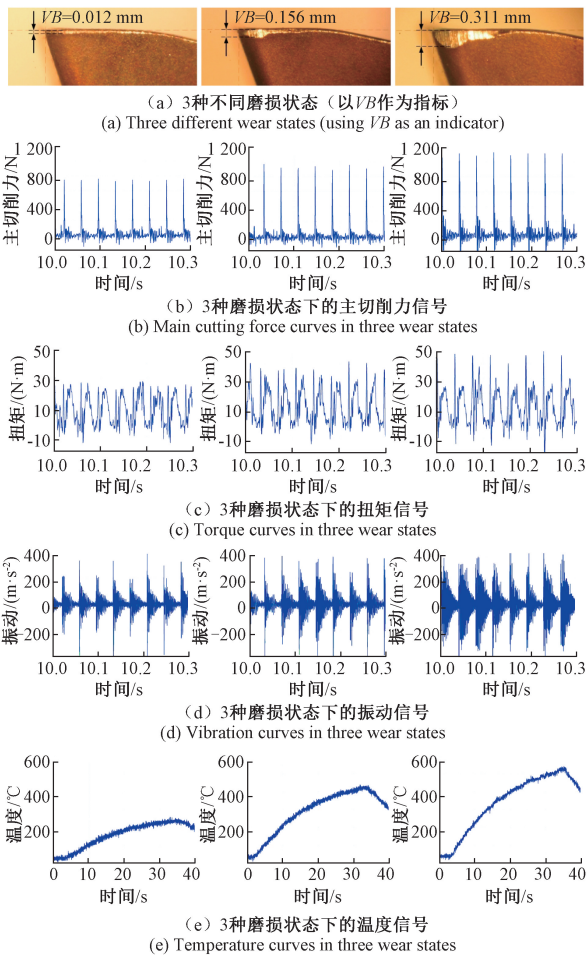 VB=0.012 mm VB=0.156 mm VB=0.311 mm
（a）3种不同磨损状态（以VB作为指标）
(a) Three different wear states (using VB as an indicator)
主切削力/N 主切削力/N 主切削力/N
1 1 1
800 800 800
400 400 400
0 0 0
10.0 10.1 10.2 10.3 10.0 10.1 10.2 10.3 10.0 10.1 10.2 10.3
时间/s 时间/s 时间/s
（b）3种磨损状态下的主切削力信号
(b) Main cutting force curves in three wear states
扭矩/(N·m) 扭矩/(N·m) 扭矩/(N·m)
50 50 50
30 30 30
10 10 10
-10 -10 -10
10.0 10.1 10.2 10.3 10.0 10.1 10.2 10.3 10.0 10.1 10.2 10.3
时间/s 时间/s 时间/s
（c）3种磨损状态下的扭矩信号
(c) Torque curves in three wear states
振动/(m·s⁻²) 振动/(m·s⁻²) 振动/(m·s⁻²)
400 400 400
200 200 200
0 0 0
−200 −200 −200
10.0 10.1 10.2 10.3 10.0 10.1 10.2 10.3 10.0 10.1 10.2 10.3
时间/s 时间/s 时间/s
（d）3种磨损状态下的振动信号
(d) Vibration curves in three wear states
温度/℃ 温度/℃ 温度/℃
600 600 600
400 400 400
200 200 200
0 10 20 30 40 0 10 20 30 40 0 10 20 30 40
时间/s 时间/s 时间/s
（e）3种磨损状态下的温度信号
(e) Temperature curves in three wear states